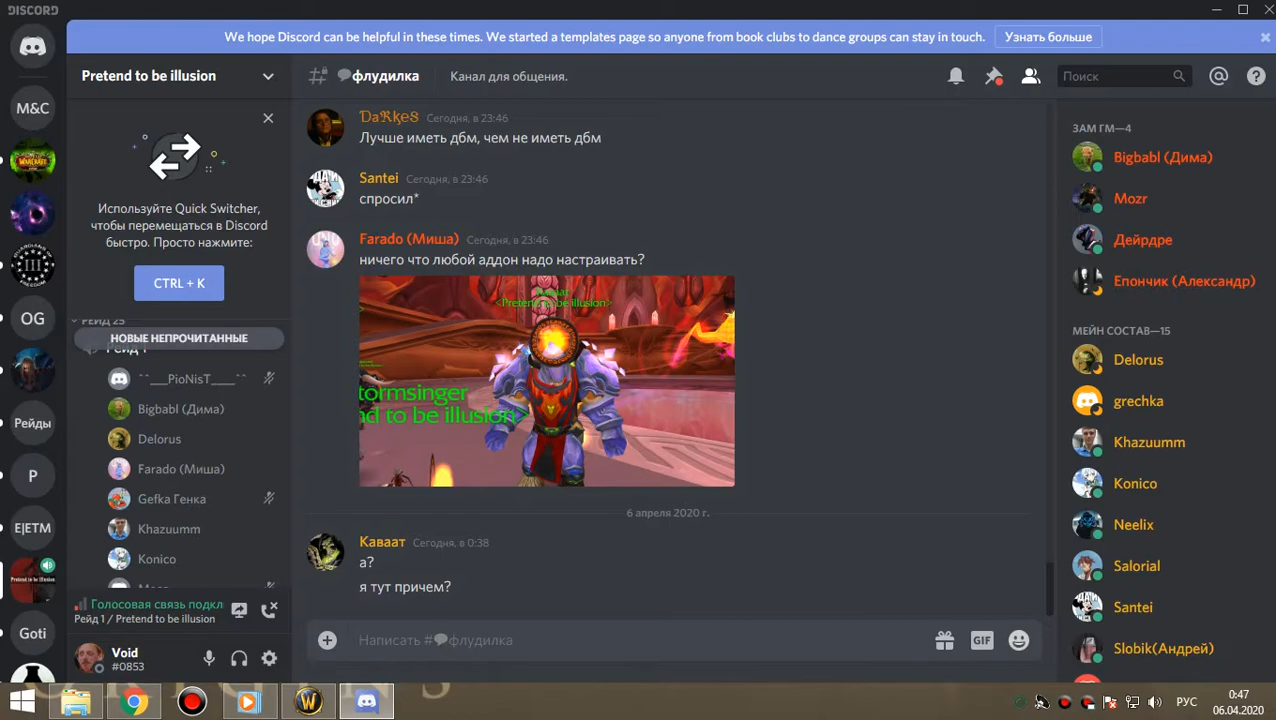 DISCORD
We hope Discord can be helpful in these times. We started a templates page so anyone from book clubs to dance groups can stay in touch.
Узнать больше
Pretend to be illusion
флудилка
Канал для общения.
Поиск
M&C
OG
Рейды
P
E|ETM
Goti
Используйте Quick Switcher,
чтобы перемещаться в Discord
быстро. Просто нажмите:
CTRL + K
РЕЙД 25
НОВЫЕ НЕПРОЧИТАННЫЕ
Рейд 1
^^___PioNisT____^^
Bigbabl (Дима)
Delorus
Farado (Миша)
Gefka Генка
Khazuumm
Konico
Голосовая связь подкл
Рейд 1 / Pretend to be illusion
Void
#0853
Сегодня, в 23:46
Лучше иметь дбм, чем не иметь дбм
Santei Сегодня, в 23:46
спросил*
Farado (Миша) Сегодня, в 23:46
ничего что любой аддон надо настраивать?
<Pretend to be illusion>
tormsinger
nd to be illusion>
6 апреля 2020 г.
Каваат Сегодня, в 0:38
а?
я тут причем?
Написать #флудилка
GIF
ЗАМ ГМ—4
Bigbabl (Дима)
Mozr
Дейрдре
Епончик (Александр)
МЕЙН СОСТАВ—15
Delorus
grechka
Khazuumm
Konico
Neelix
Salorial
Santei
Slobik(Андрей)
РУС
0:47
06.04.2020